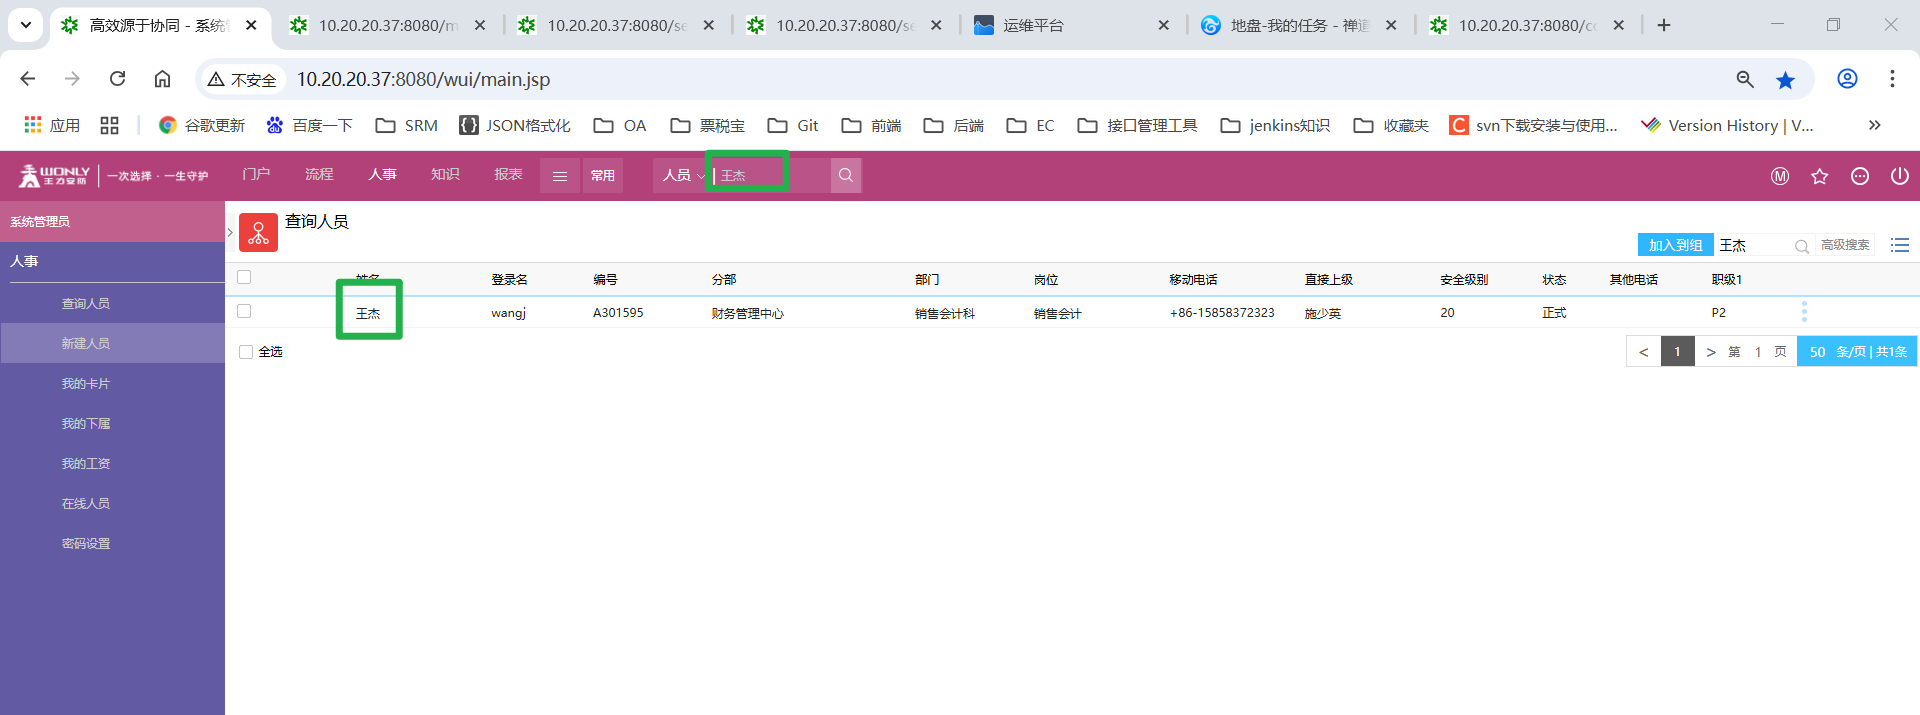 高效源于协同 - 系统
10.20.20.37:8080/m
10.20.20.37:8080/se
10.20.20.37:8080/se
运维平台
地盘-我的任务 - 禅道
10.20.20.37:8080/co
不安全
10.20.20.37:8080/wui/main.jsp
应用
谷歌更新
百度一下
SRM
JSON格式化
OA
票税宝
Git
前端
后端
EC
接口管理工具
jenkins知识
收藏夹
svn下载安装与使用...
Version History | V...
WONLY
王力安防
一次选择·一生守护
门户
流程
人事
知识
报表
常用
人员
王杰
系统管理员
查询人员
人事
加入到组
王杰
高级搜索
姓名
登录名
编号
分部
部门
岗位
移动电话
直接上级
安全级别
状态
其他电话
职级1
王杰
wangj
A301595
财务管理中心
销售会计科
销售会计
+86-15858372323
施少英
20
正式
P2
全选
< 1 > 第 1 页
50 条/页 | 共1条
查询人员
新建人员
我的卡片
我的下属
我的工资
在线人员
密码设置